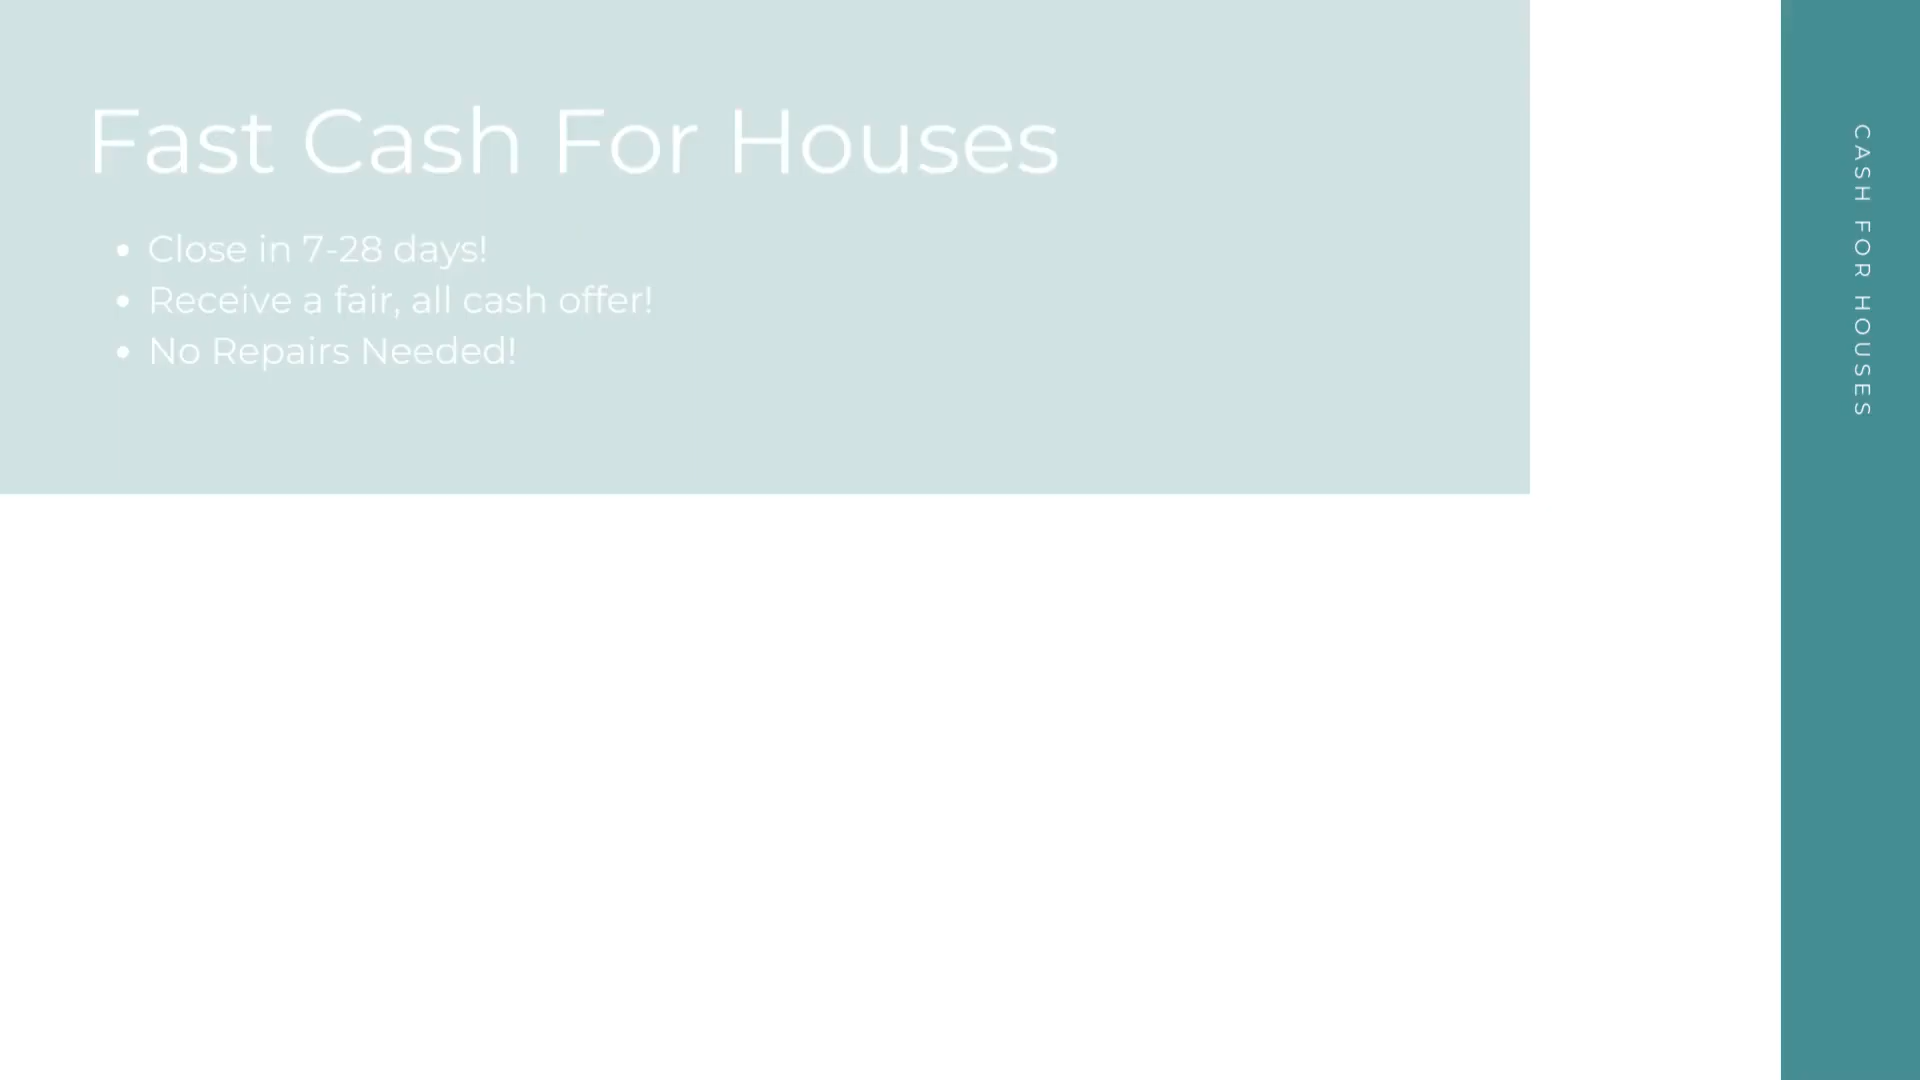 Fast Cash For Houses
• Close in 7-28 days!
• Receive a fair, all cash offer!
• No Repairs Needed!
CASH FOR HOUSES